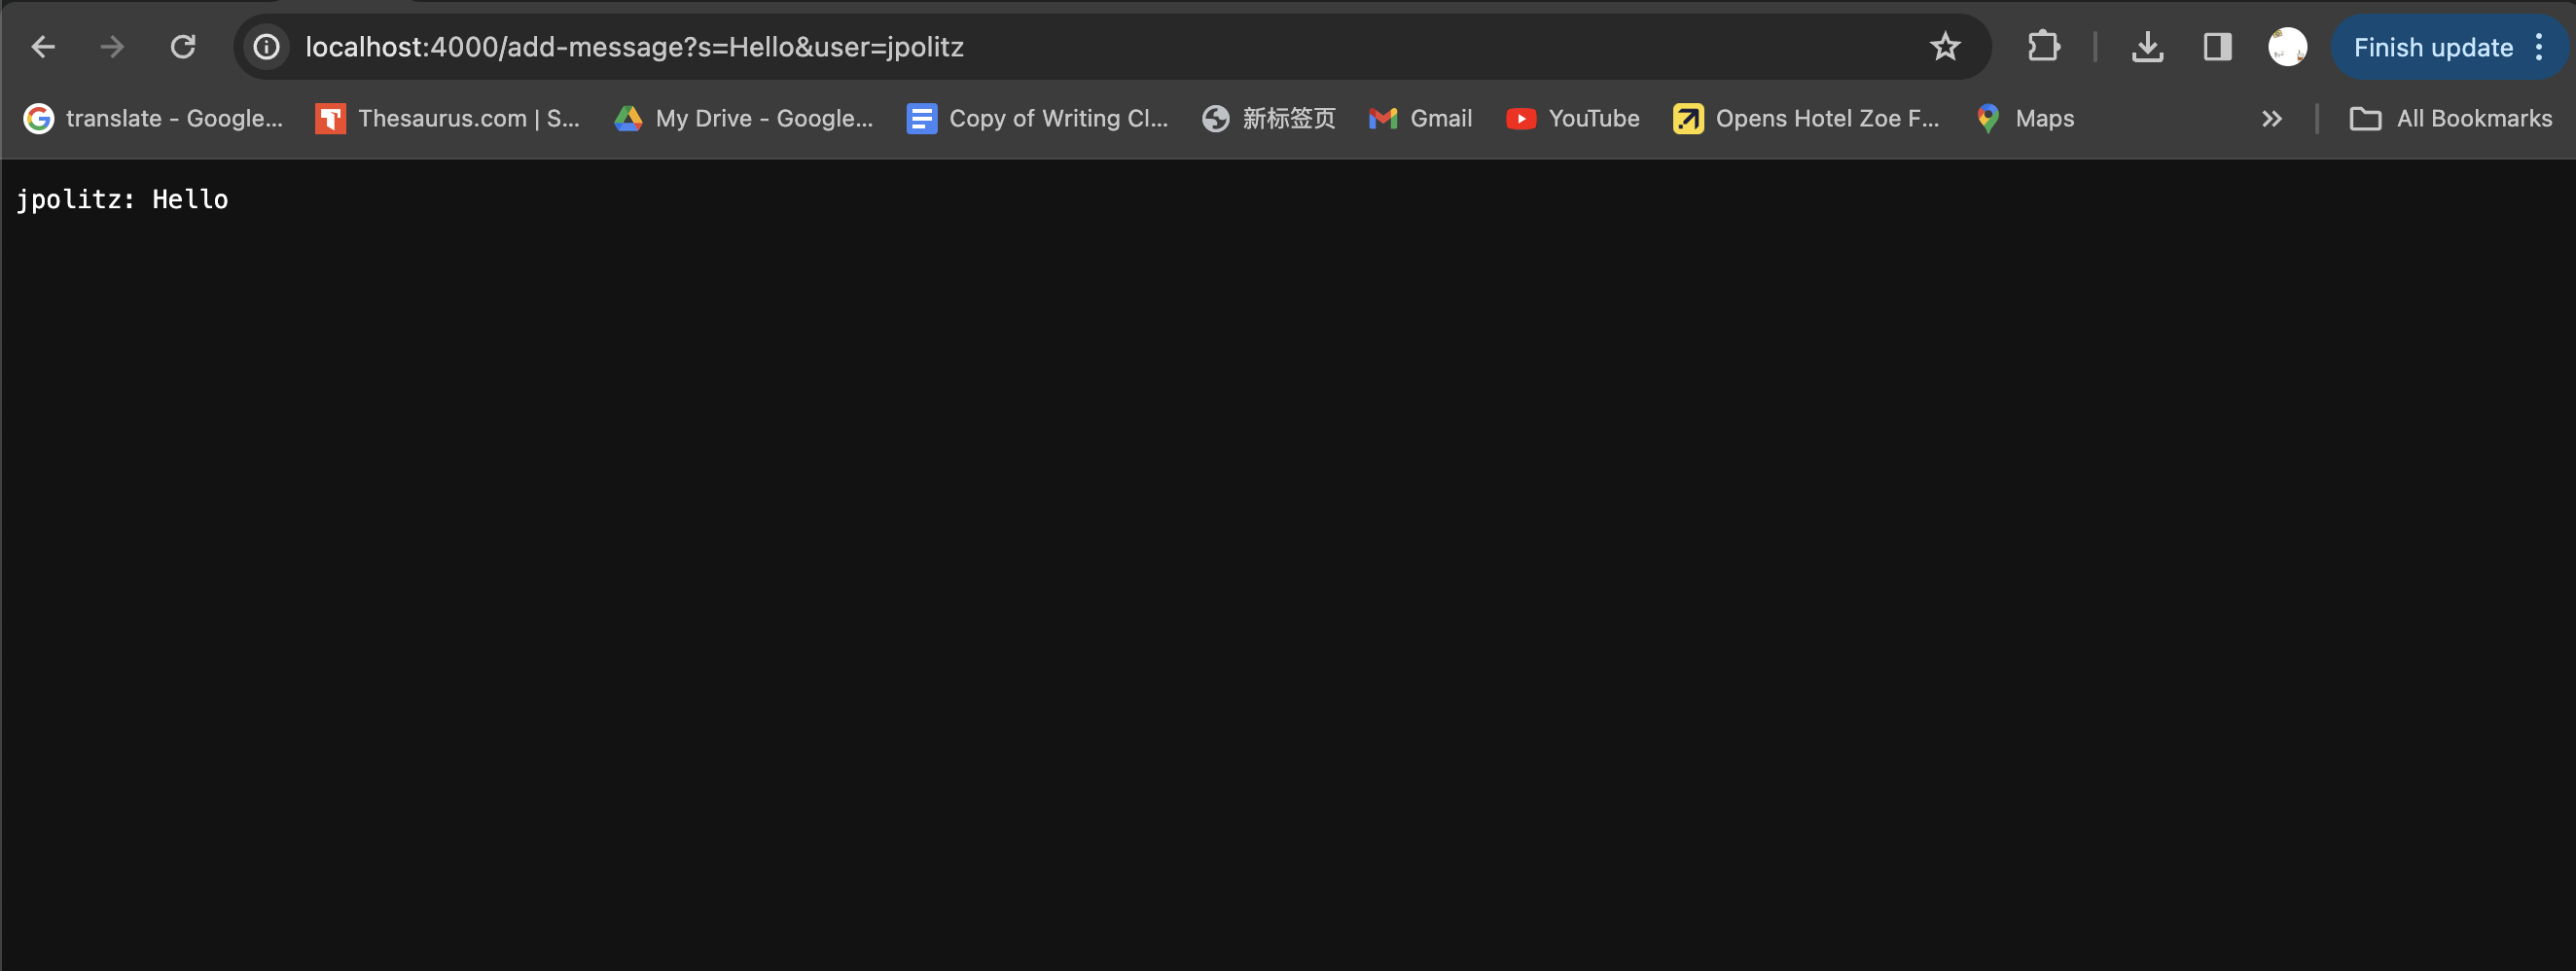 localhost:4000/add-message?s=Hello&user=jpolitz
Finish update
translate - Google... Thesaurus.com | S... My Drive - Google... Copy of Writing Cl... 新标签页 Gmail YouTube Opens Hotel Zoe F... Maps All Bookmarks
jpolitz: Hello